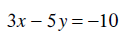 3x − 5y = −10